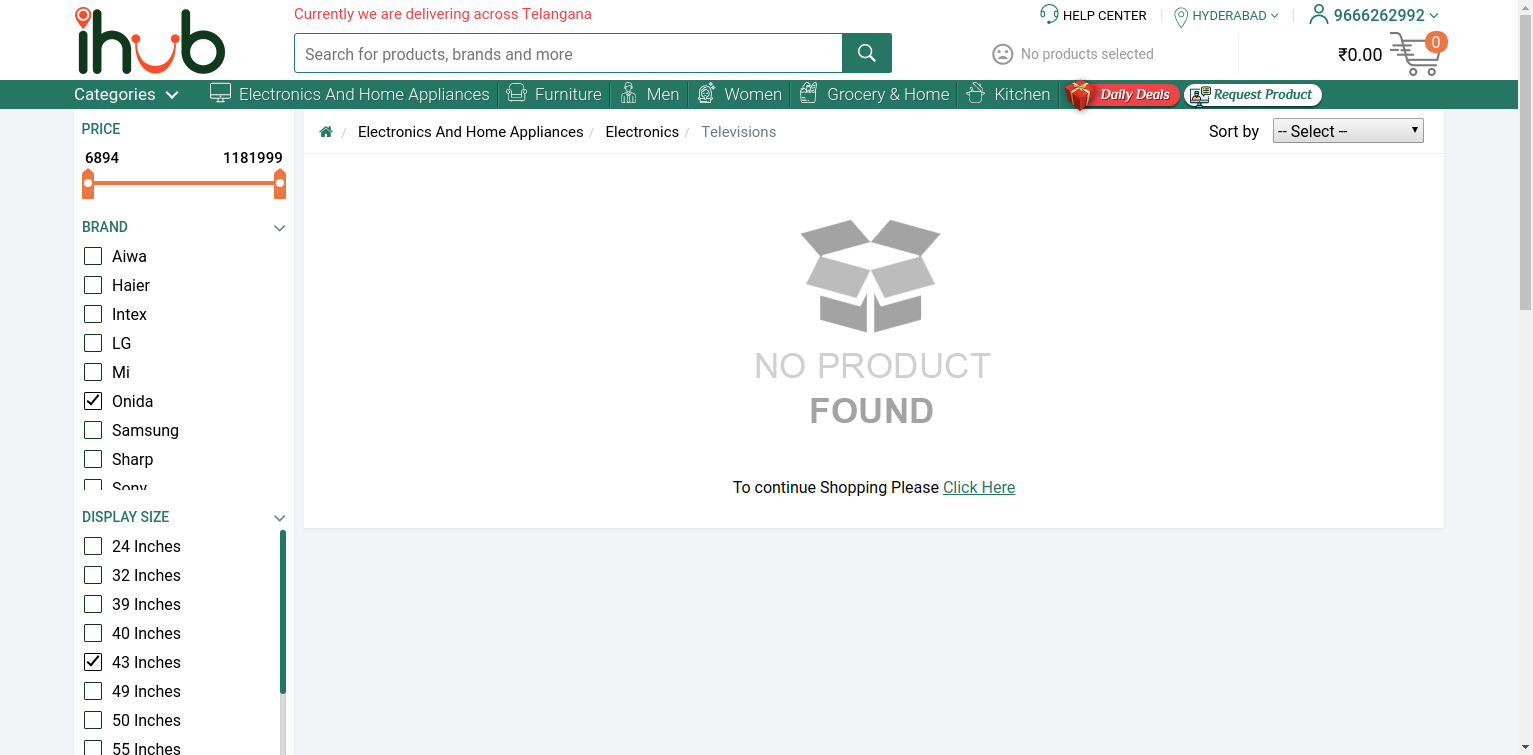 ihub
Currently we are delivering across Telangana
HELP CENTER
HYDERABAD
9666262992
Search for products, brands and more
No products selected
₹0.00
0
Categories
Electronics And Home Appliances
Furniture
Men
Women
Grocery & Home
Kitchen
Daily Deals
Request Product
PRICE
6894 1181999
BRAND
Aiwa
Haier
Intex
LG
Mi
Onida
Samsung
Sharp
Sony
DISPLAY SIZE
24 Inches
32 Inches
39 Inches
40 Inches
43 Inches
49 Inches
50 Inches
55 Inches
/ Electronics And Home Appliances / Electronics / Televisions
Sort by
-- Select --
NO PRODUCT
FOUND
To continue Shopping Please Click Here